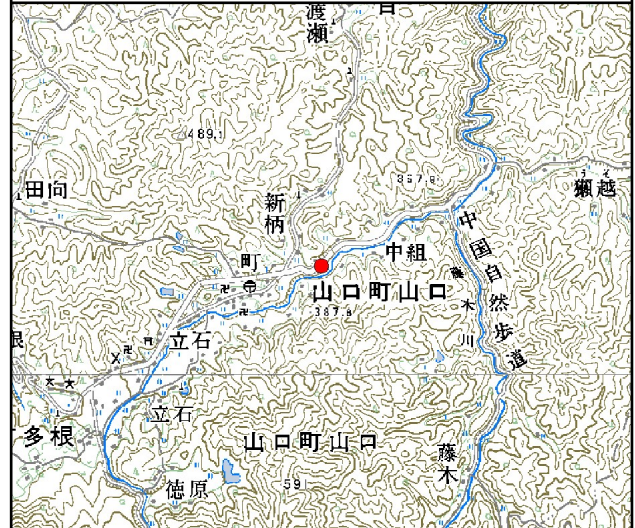 渡瀬
489.1
田向
新柄
367.8
瀬越
町
中組
中国自然歩道
山口町山口
387.8
藤木川
立石
多根
立石
山口町山口
藤木
徳原
59